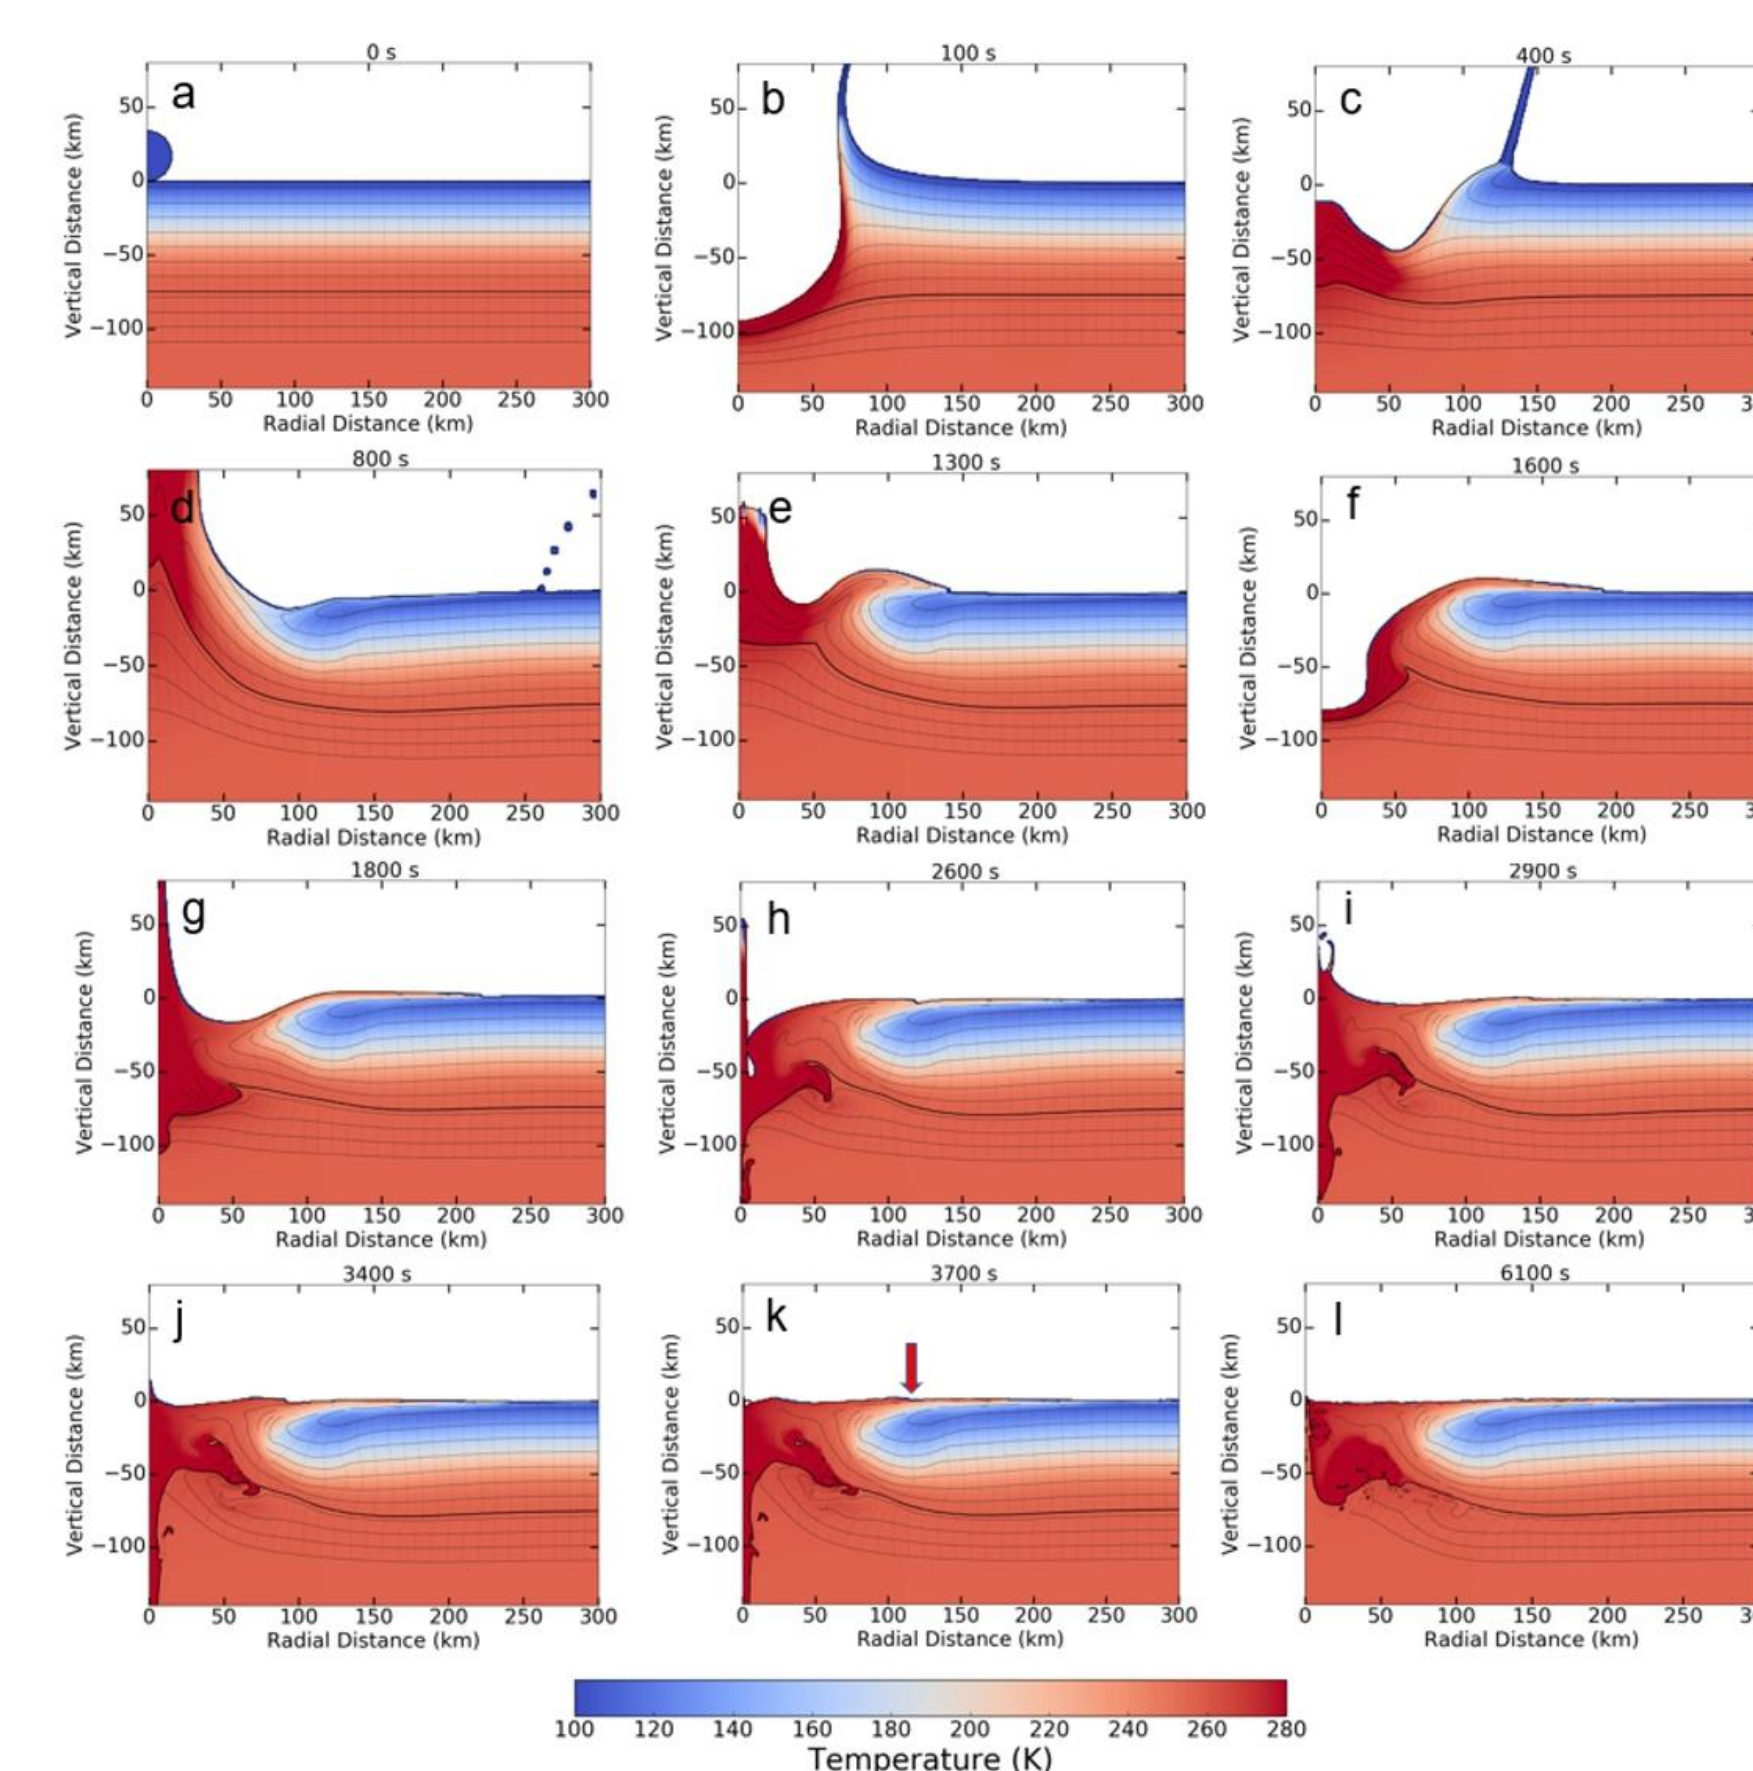 0 s
100 s
400 s
a
b
c
50
0
−50
−100
Vertical Distance (km)
50
0
−50
−100
Vertical Distance (km)
50
0
−50
−100
Vertical Distance (km)
0 50 100 150 200 250 300
0 50 100 150 200 250 300
0 50 100 150 200 250 3
Radial Distance (km)
Radial Distance (km)
Radial Distance (km)
800 s
1300 s
1600 s
d
e
f
50
0
−50
−100
Vertical Distance (km)
50
0
−50
−100
Vertical Distance (km)
50
0
−50
−100
Vertical Distance (km)
0 50 100 150 200 250 300
0 50 100 150 200 250 300
0 50 100 150 200 250 3
Radial Distance (km)
Radial Distance (km)
Radial Distance (km)
1800 s
2600 s
2900 s
g
h
i
50
0
−50
−100
Vertical Distance (km)
50
0
−50
−100
Vertical Distance (km)
50
0
−50
−100
Vertical Distance (km)
0 50 100 150 200 250 300
0 50 100 150 200 250 300
0 50 100 150 200 250 3
Radial Distance (km)
Radial Distance (km)
Radial Distance (km)
3400 s
3700 s
6100 s
j
k
l
50
0
−50
−100
Vertical Distance (km)
50
0
−50
−100
Vertical Distance (km)
50
0
−50
−100
Vertical Distance (km)
0 50 100 150 200 250 300
0 50 100 150 200 250 300
0 50 100 150 200 250 3
Radial Distance (km)
Radial Distance (km)
Radial Distance (km)
100 120 140 160 180 200 220 240 260 280
Temperature (K)